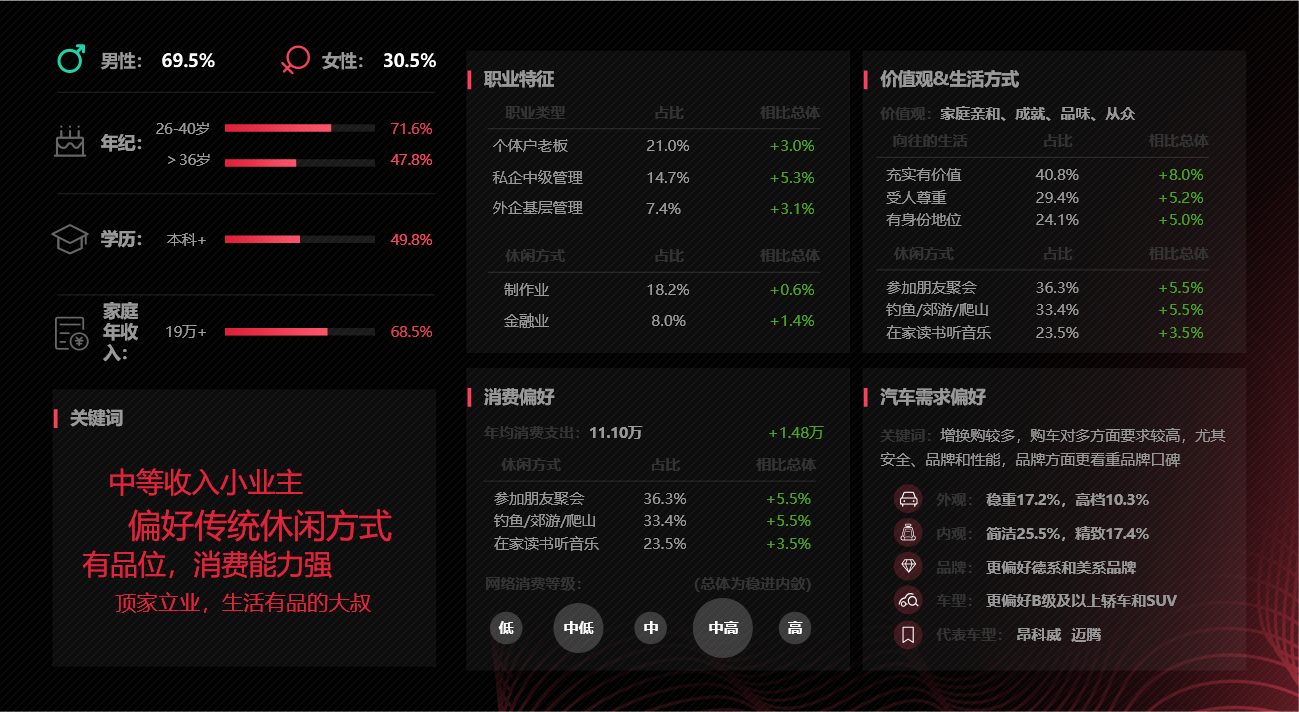 男性： 69.5% 女性： 30.5%
年纪：
26-40岁 71.6%
> 36岁 47.8%
学历： 本科+ 49.8%
家庭
年收
入：
19万+ 68.5%
关键词
中等收入小业主
偏好传统休闲方式
有品位，消费能力强
顶家立业，生活有品的大叔
职业特征
职业类型 占比 相比总体
个体户老板 21.0% +3.0%
私企中级管理 14.7% +5.3%
外企基层管理 7.4% +3.1%
休闲方式 占比 相比总体
制作业 18.2% +0.6%
金融业 8.0% +1.4%
价值观&生活方式
价值观：家庭亲和、成就、品味、从众
向往的生活 占比 相比总体
充实有价值 40.8% +8.0%
受人尊重 29.4% +5.2%
有身份地位 24.1% +5.0%
休闲方式 占比 相比总体
参加朋友聚会 36.3% +5.5%
钓鱼/郊游/爬山 33.4% +5.5%
在家读书听音乐 23.5% +3.5%
消费偏好
年均消费支出：11.10万 +1.48万
休闲方式 占比 相比总体
参加朋友聚会 36.3% +5.5%
钓鱼/郊游/爬山 33.4% +5.5%
在家读书听音乐 23.5% +3.5%
网络消费等级： (总体为稳进内敛)
低 中低 中 中高 高
汽车需求偏好
关键词：增换购较多，购车对多方面要求较高，尤其
安全、品牌和性能，品牌方面更看重品牌口碑
外观： 稳重17.2%，高档10.3%
内观： 简洁25.5%，精致17.4%
品牌： 更偏好德系和美系品牌
车型： 更偏好B级及以上轿车和SUV
代表车型： 昂科威 迈腾